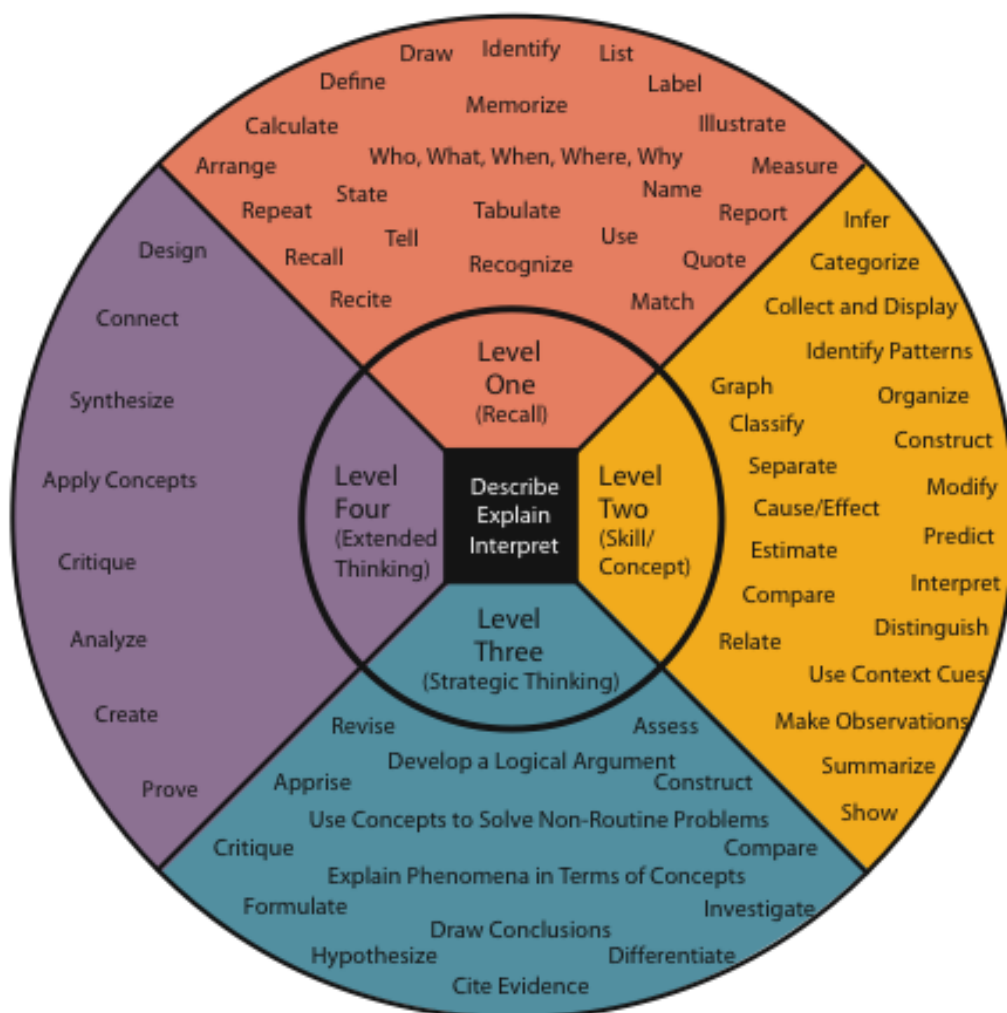 Draw
Identify
List
Define
Label
Memorize
Calculate
Illustrate
Who, What, When, Where, Why
Arrange
Measure
State
Name
Repeat
Tabulate
Report
Tell
Use
Recall
Recognize
Quote
Recite
Match
Level
One
(Recall)
Infer
Categorize
Collect and Display
Identify Patterns
Graph
Organize
Classify
Construct
Separate
Modify
Cause/Effect
Predict
Estimate
Interpret
Compare
Distinguish
Relate
Use Context Cues
Make Observations
Summarize
Show
Level
Two
(Skill/
Concept)
Describe
Explain
Interpret
Level
Three
(Strategic Thinking)
Revise
Assess
Develop a Logical Argument
Apprise
Construct
Use Concepts to Solve Non-Routine Problems
Critique
Compare
Explain Phenomena in Terms of Concepts
Formulate
Investigate
Draw Conclusions
Hypothesize
Differentiate
Cite Evidence
Level
Four
(Extended
Thinking)
Design
Connect
Synthesize
Apply Concepts
Critique
Analyze
Create
Prove